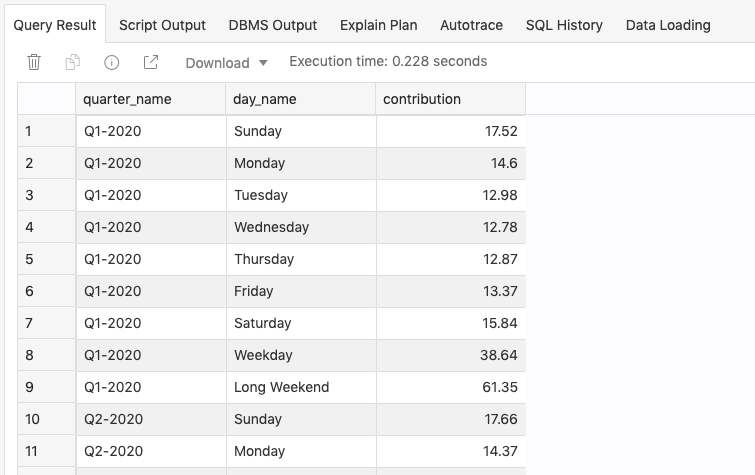 Query Result Script Output DBMS Output Explain Plan Autotrace SQL History Data Loading
Download Execution time: 0.228 seconds
quarter_name day_name contribution
1 Q1-2020 Sunday 17.52
2 Q1-2020 Monday 14.6
3 Q1-2020 Tuesday 12.98
4 Q1-2020 Wednesday 12.78
5 Q1-2020 Thursday 12.87
6 Q1-2020 Friday 13.37
7 Q1-2020 Saturday 15.84
8 Q1-2020 Weekday 38.64
9 Q1-2020 Long Weekend 61.35
10 Q2-2020 Sunday 17.66
11 Q2-2020 Monday 14.37